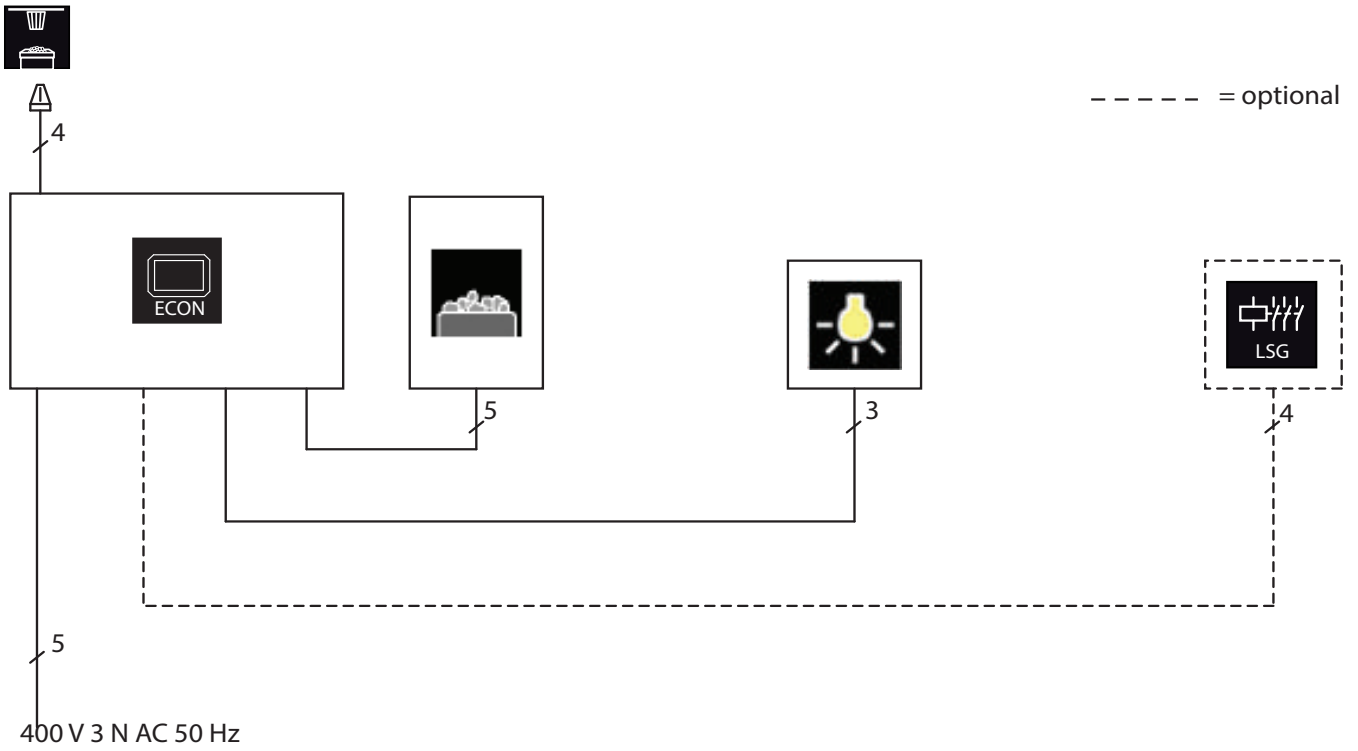 4
– – – – – = optional
ECON
LSG
5
3
4
5
400 V 3 N AC 50 Hz